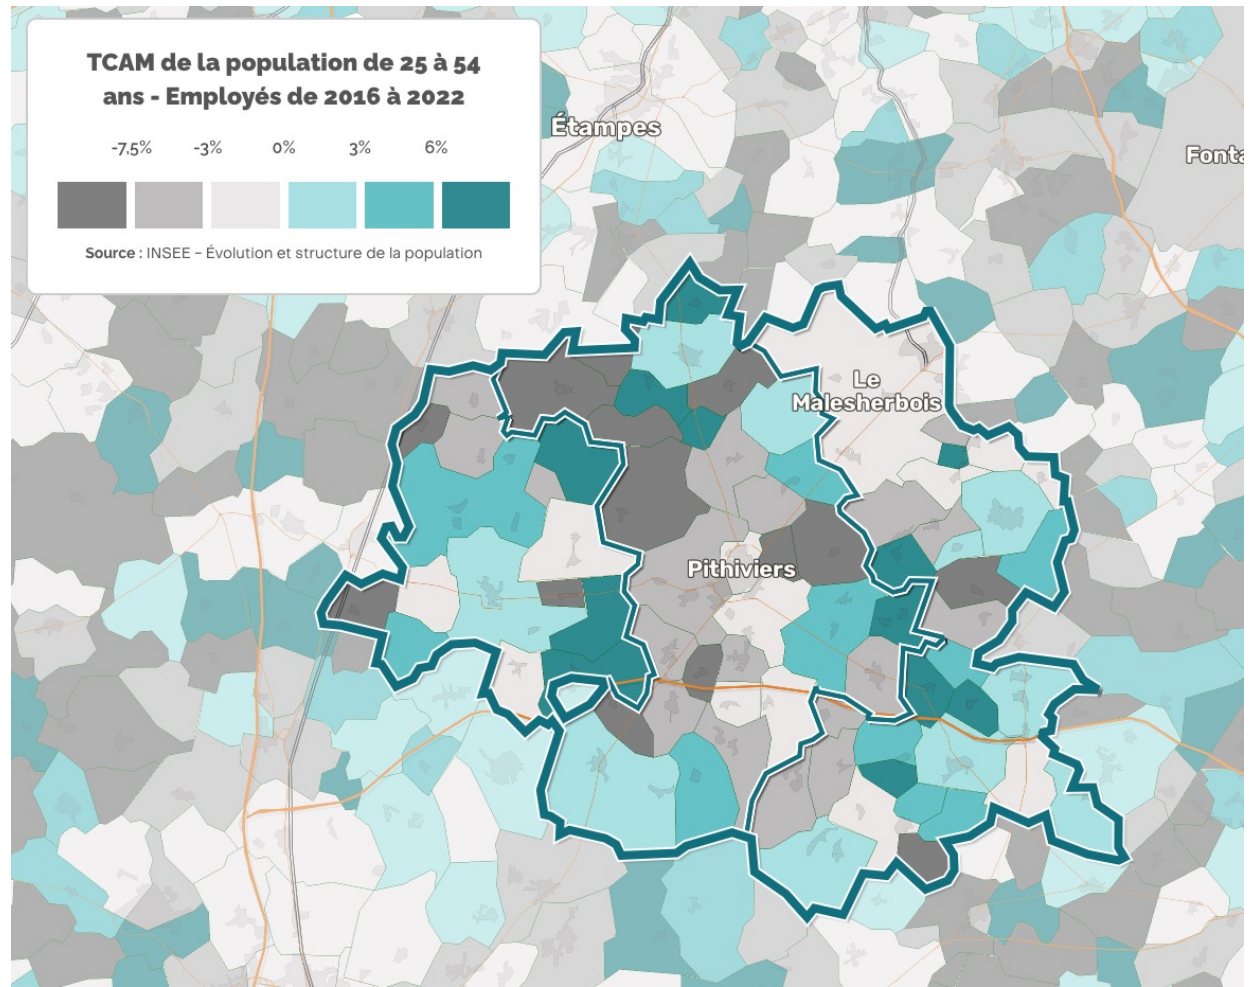 TCAM de la population de 25 à 54
ans - Employés de 2016 à 2022
-7,5% -3% 0% 3% 6%
Source : INSEE – Évolution et structure de la population
Étampes
Fonta
Le
Malesherbois
Pithiviers